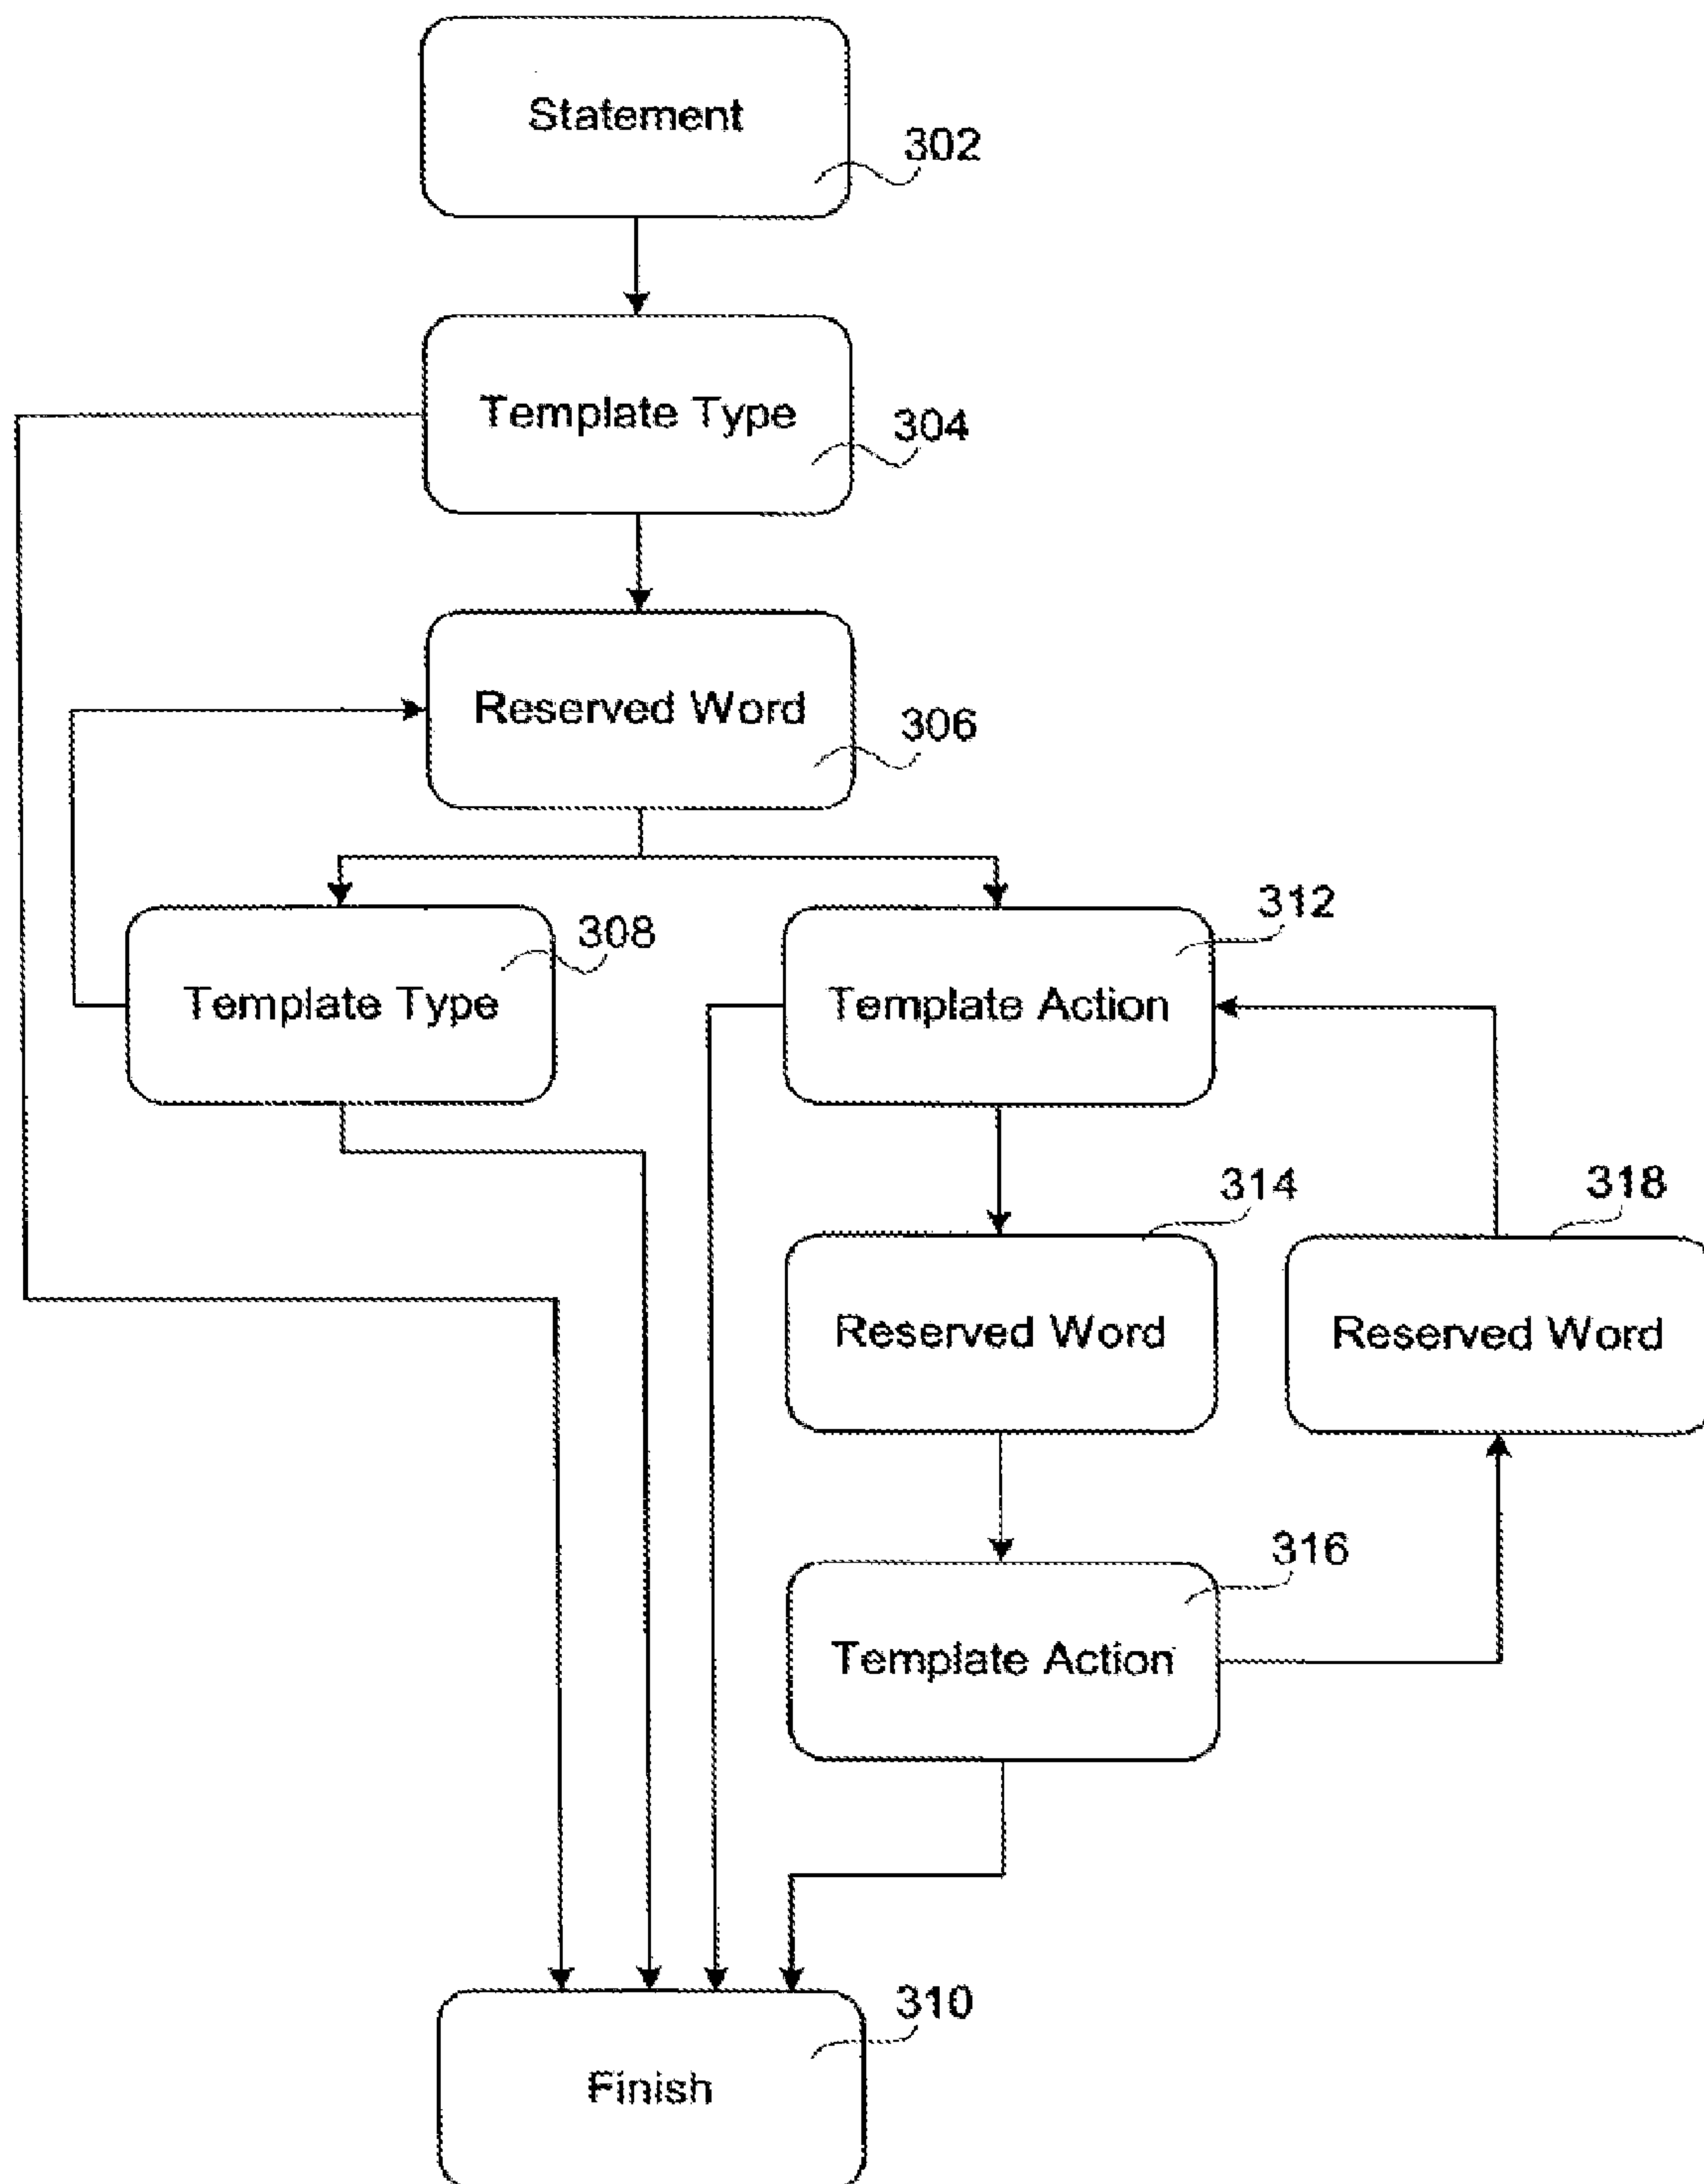 Statement
302
Template Type
304
Reserved Word
306
308
Template Type
312
Template Action
314
318
Reserved Word
Reserved Word
316
Template Action
310
Finish